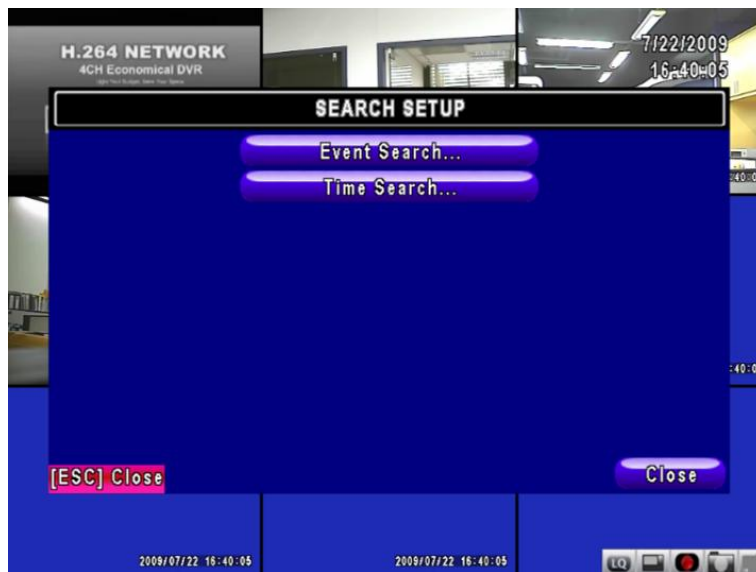 H.264 NETWORK
4CH Economical DVR
7/22/2009
16:40:05
SEARCH SETUP
Event Search...
Time Search...
[ESC] Close
Close
2009/07/22 16:40:05
2009/07/22 16:40:05
LQ